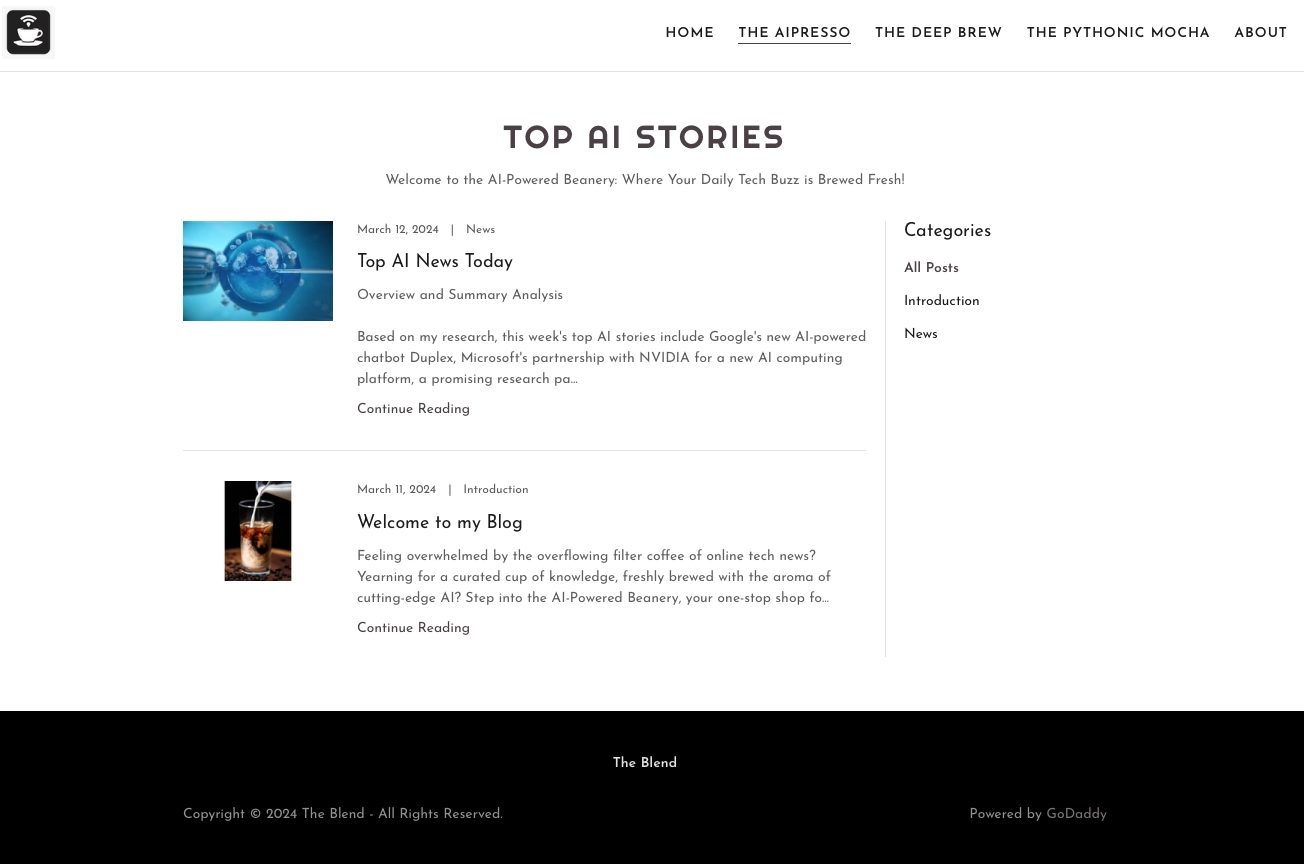 HOME THE AIPRESSO THE DEEP BREW THE PYTHONIC MOCHA ABOUT
TOP AI STORIES
Welcome to the AI-Powered Beanery: Where Your Daily Tech Buzz is Brewed Fresh!
March 12, 2024 | News
Top AI News Today
Overview and Summary Analysis
Based on my research, this week's top AI stories include Google's new AI-powered
chatbot Duplex, Microsoft's partnership with NVIDIA for a new AI computing
platform, a promising research pa...
Continue Reading
March 11, 2024 | Introduction
Welcome to my Blog
Feeling overwhelmed by the overflowing filter coffee of online tech news?
Yearning for a curated cup of knowledge, freshly brewed with the aroma of
cutting-edge AI? Step into the AI-Powered Beanery, your one-stop shop fo...
Continue Reading
Categories
All Posts
Introduction
News
The Blend
Copyright © 2024 The Blend - All Rights Reserved.
Powered by GoDaddy